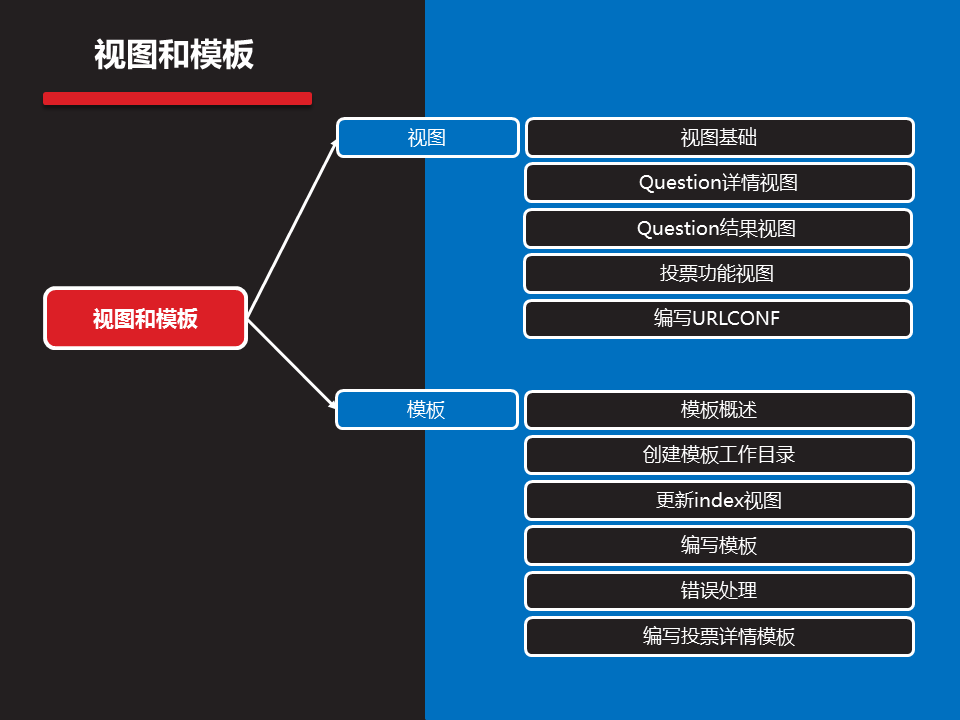 视图和模板
视图
视图基础
Question详情视图
Question结果视图
投票功能视图
编写URLCONF
视图和模板
模板
模板概述
创建模板工作目录
更新index视图
编写模板
错误处理
编写投票详情模板